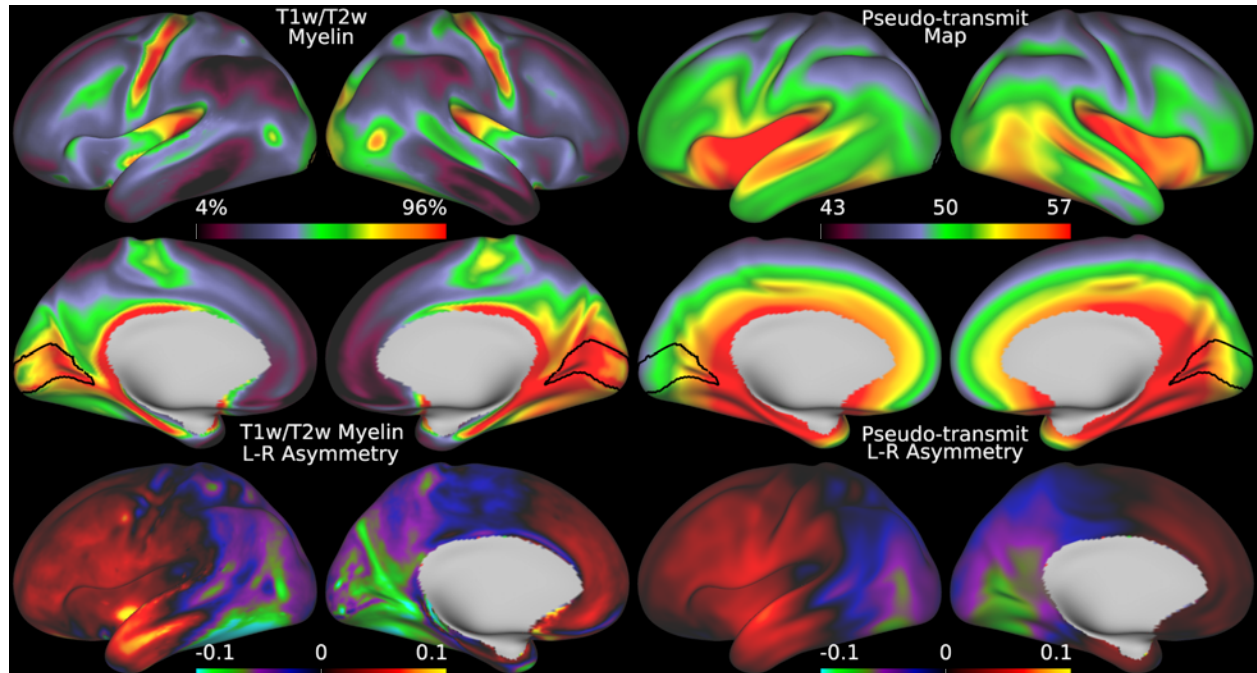 T1w/T2w
Myelin
Pseudo-transmit
Map
4% 96%
43 50 57
T1w/T2w Myelin
L-R Asymmetry
Pseudo-transmit
L-R Asymmetry
-0.1 0 0.1
-0.1 0 0.1